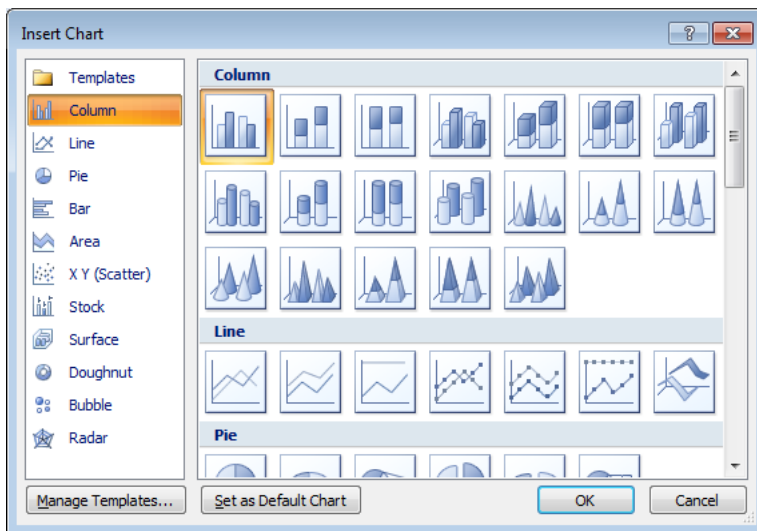 Insert Chart
Templates
Column
Line
Pie
Bar
Area
X Y (Scatter)
Stock
Surface
Doughnut
Bubble
Radar
Column
Line
Pie
Manage Templates...
Set as Default Chart
OK
Cancel